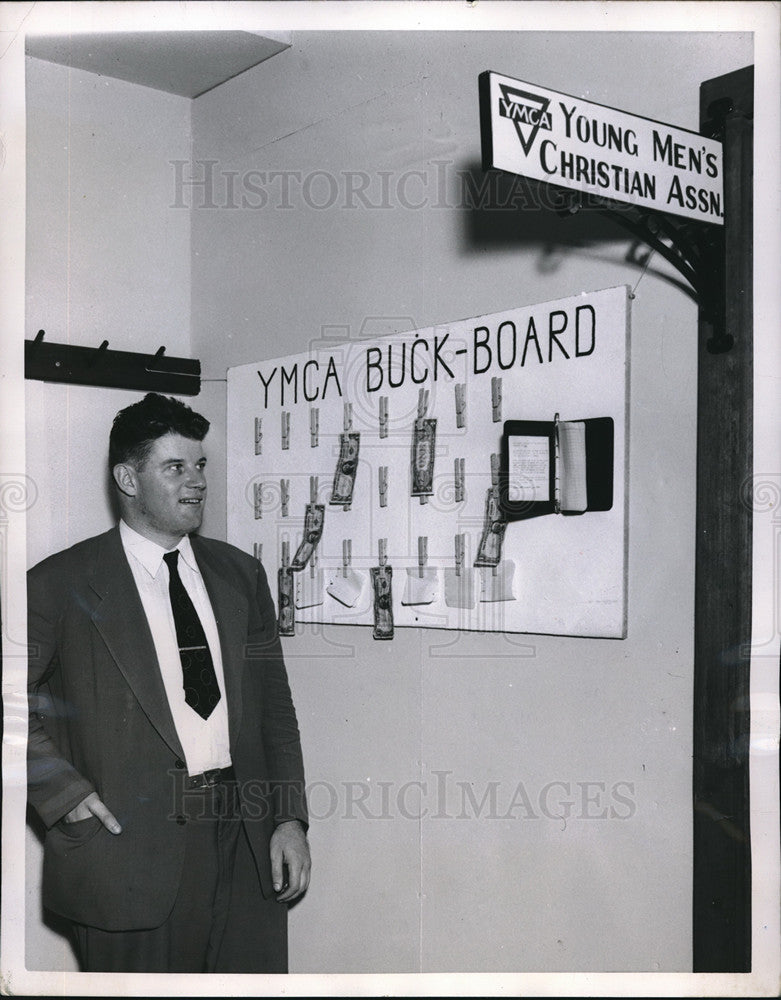 YMCA
YOUNG MEN'S
CHRISTIAN ASSN.
YMCA BUCK-BOARD
HISTORICIMAGES
HISTORICIMAGES